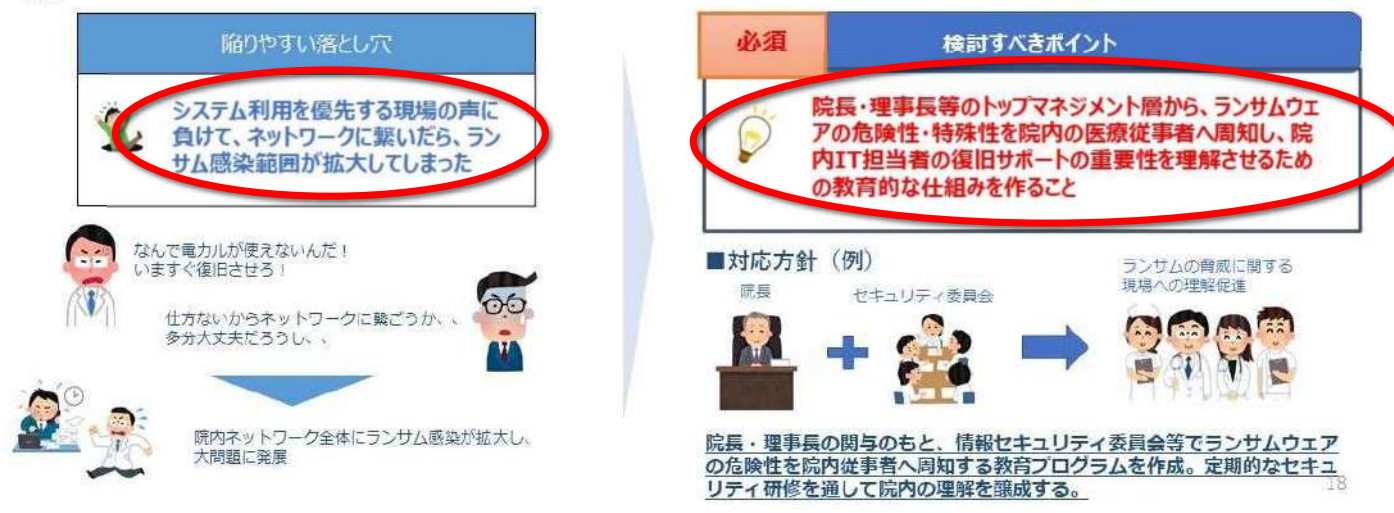 陥りやすい落とし穴
システム利用を優先する現場の声に
負けて、ネットワークに繋いだら、ラン
サム感染範囲が拡大してしまった
なんで電カルが使えないんだ！
いますぐ復旧させろ！
仕方ないからネットワークに繋ごうか、、
多分大丈夫だろうし、、
院内ネットワーク全体にランサム感染が拡大し、
大問題に発展
必須
検討すべきポイント
院長・理事長等のトップマネジメント層から、ランサムウェ
アの危険性・特殊性を院内の医療従事者へ周知し、院
内IT担当者の復旧サポートの重要性を理解させるため
の教育的な仕組みを作ること
■対応方針（例）
院長
セキュリティ委員会
ランサムの脅威に関する
現場への理解促進
院長・理事長の関与のもと、情報セキュリティ委員会等でランサムウェア
の危険性を院内従事者へ周知する教育プログラムを作成。定期的なセキュ
リティ研修を通して院内の理解を醸成する。
18